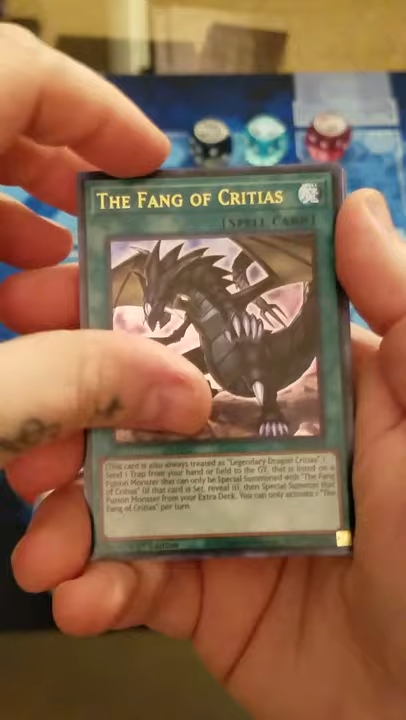 THE FANG OF CRITIAS
[SPELL CARD]
(This card is also always treated as "Legendary Dragon Critias".)
Send 1 Trap from your hand or field to the GY, that is listed on a
Fusion Monster that can only be Special Summoned with "The Fang
of Critias" (if that card is Set, reveal it), then Special Summon that
Fusion Monster from your Extra Deck. You can only activate 1 "The
Fang of Critias" per turn.